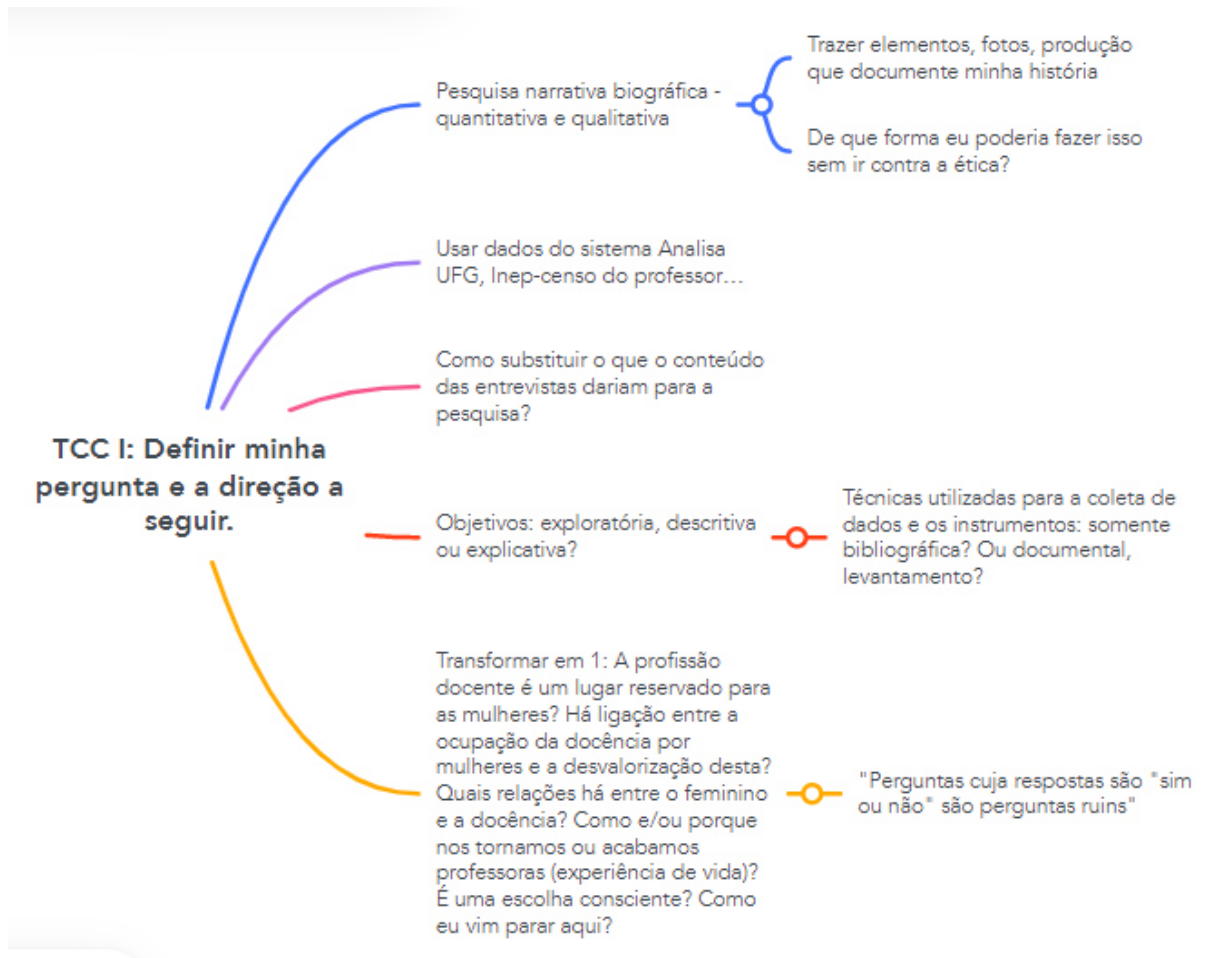 TCC I: Definir minha
pergunta e a direção a
seguir.
Pesquisa narrativa biográfica -
quantitativa e qualitativa
Trazer elementos, fotos, produção
que documente minha história
De que forma eu poderia fazer isso
sem ir contra a ética?
Usar dados do sistema Analisa
UFG, Inep-censo do professor...
Como substituir o que o conteúdo
das entrevistas dariam para a
pesquisa?
Objetivos: exploratória, descritiva
ou explicativa?
Técnicas utilizadas para a coleta de
dados e os instrumentos: somente
bibliográfica? Ou documental,
levantamento?
Transformar em 1: A profissão
docente é um lugar reservado para
as mulheres? Há ligação entre a
ocupação da docência por
mulheres e a desvalorização desta?
Quais relações há entre o feminino
e a docência? Como e/ou porque
nos tornamos ou acabamos
professoras (experiência de vida)?
É uma escolha consciente? Como
eu vim parar aqui?
"Perguntas cuja respostas são "sim
ou não" são perguntas ruins"